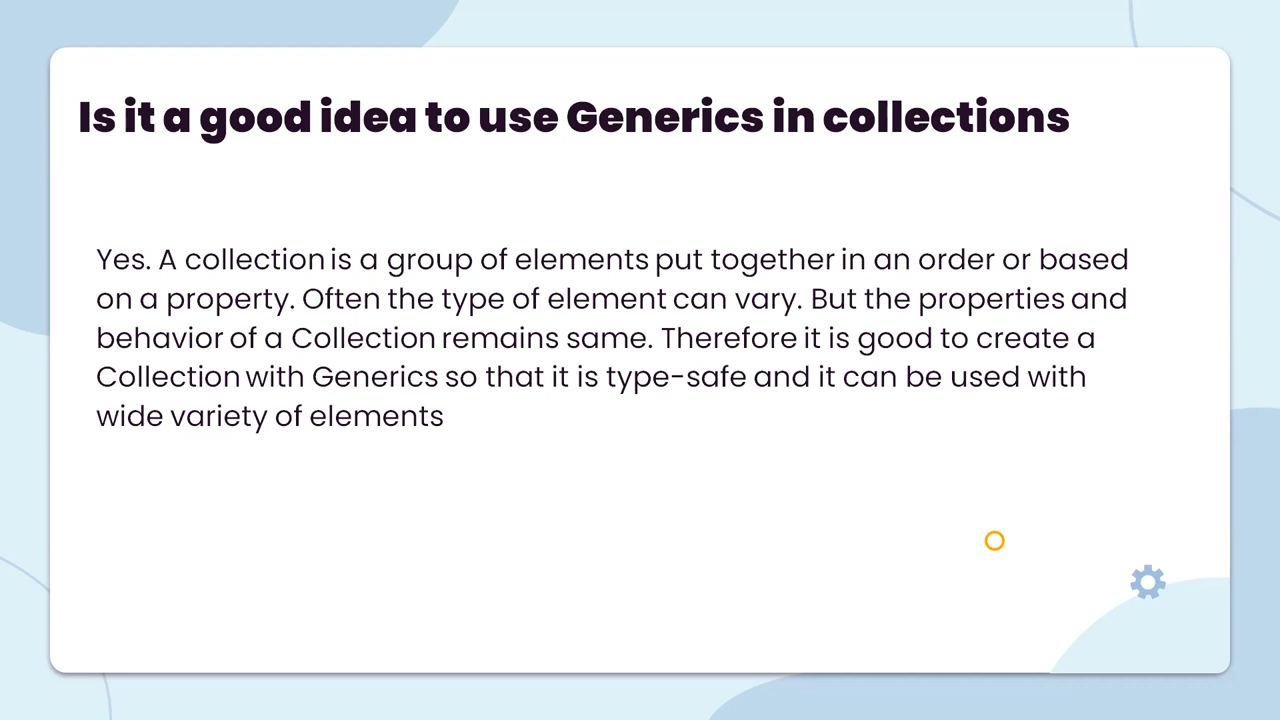 Is it a good idea to use Generics in collections
Yes. A collection is a group of elements put together in an order or based
on a property. Often the type of element can vary. But the properties and
behavior of a Collection remains same. Therefore it is good to create a
Collection with Generics so that it is type-safe and it can be used with
wide variety of elements